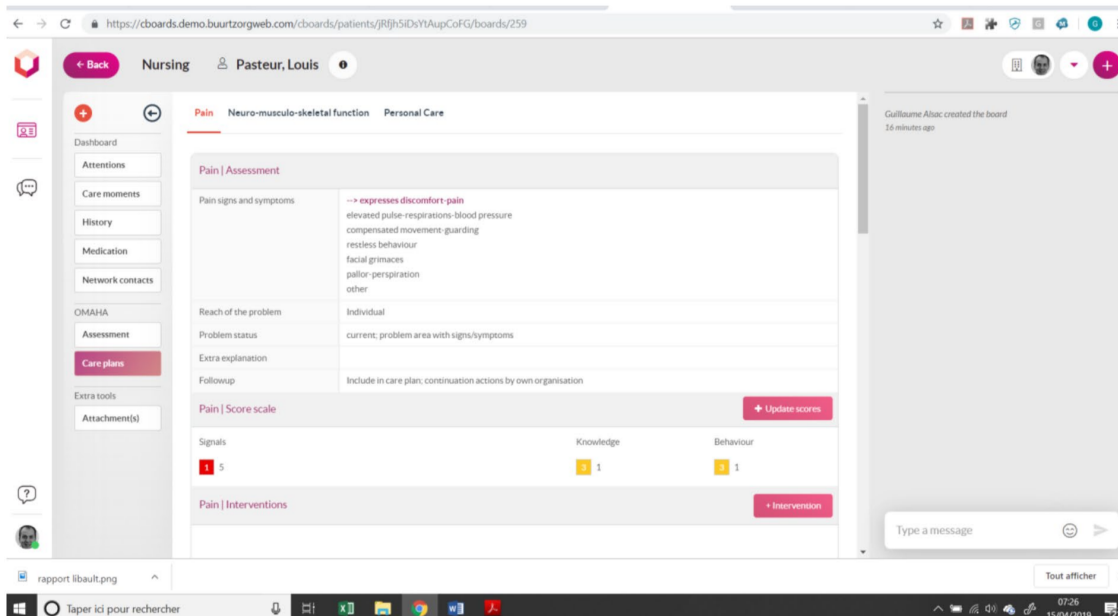 https://cboards.demo.buurtzorgweb.com/cboards/patients/jRfjh5iDsYtAupCoFG/boards/259
G
← Back
Nursing
Pasteur, Louis
Dashboard
Attentions
Care moments
History
Medication
Network contacts
OMAHA
Assessment
Care plans
Extra tools
Attachment(s)
Pain Neuro-musculo-skeletal function Personal Care
Pain | Assessment
Pain signs and symptoms
--> expresses discomfort-pain
elevated pulse-respirations-blood pressure
compensated movement-guarding
restless behaviour
facial grimaces
pallor-perspiration
other
Reach of the problem Individual
Problem status current; problem area with signs/symptoms
Extra explanation
Followup Include in care plan; continuation actions by own organisation
Pain | Score scale
+ Update scores
Signals Knowledge Behaviour
1 5 3 1 3 1
Pain | Interventions
+ Intervention
Guillaume Alsac created the board
16 minutes ago
Type a message
rapport libault.png
Tout afficher
Taper ici pour rechercher
07:26
15/04/2019